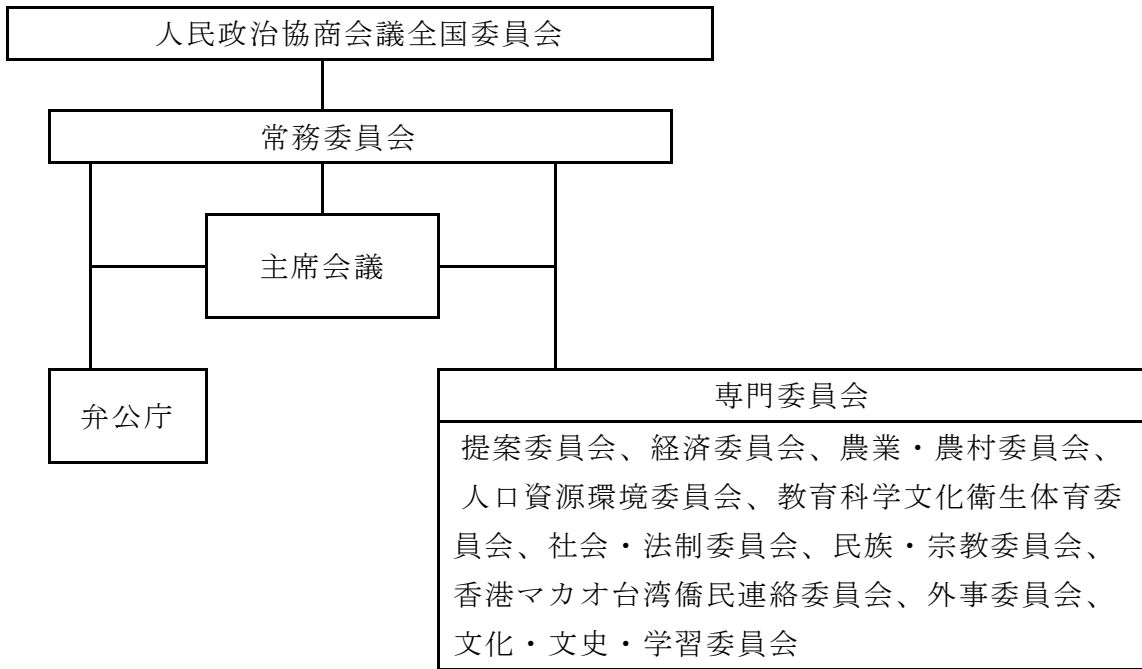 人民政治協商会議全国委員会
常務委員会
主席会議
弁公庁
専門委員会
提案委員会、経済委員会、農業・農村委員会、
人口資源環境委員会、教育科学文化衛生体育委
員会、社会・法制委員会、民族・宗教委員会、
香港マカオ台湾僑民連絡委員会、外事委員会、
文化・文史・学習委員会